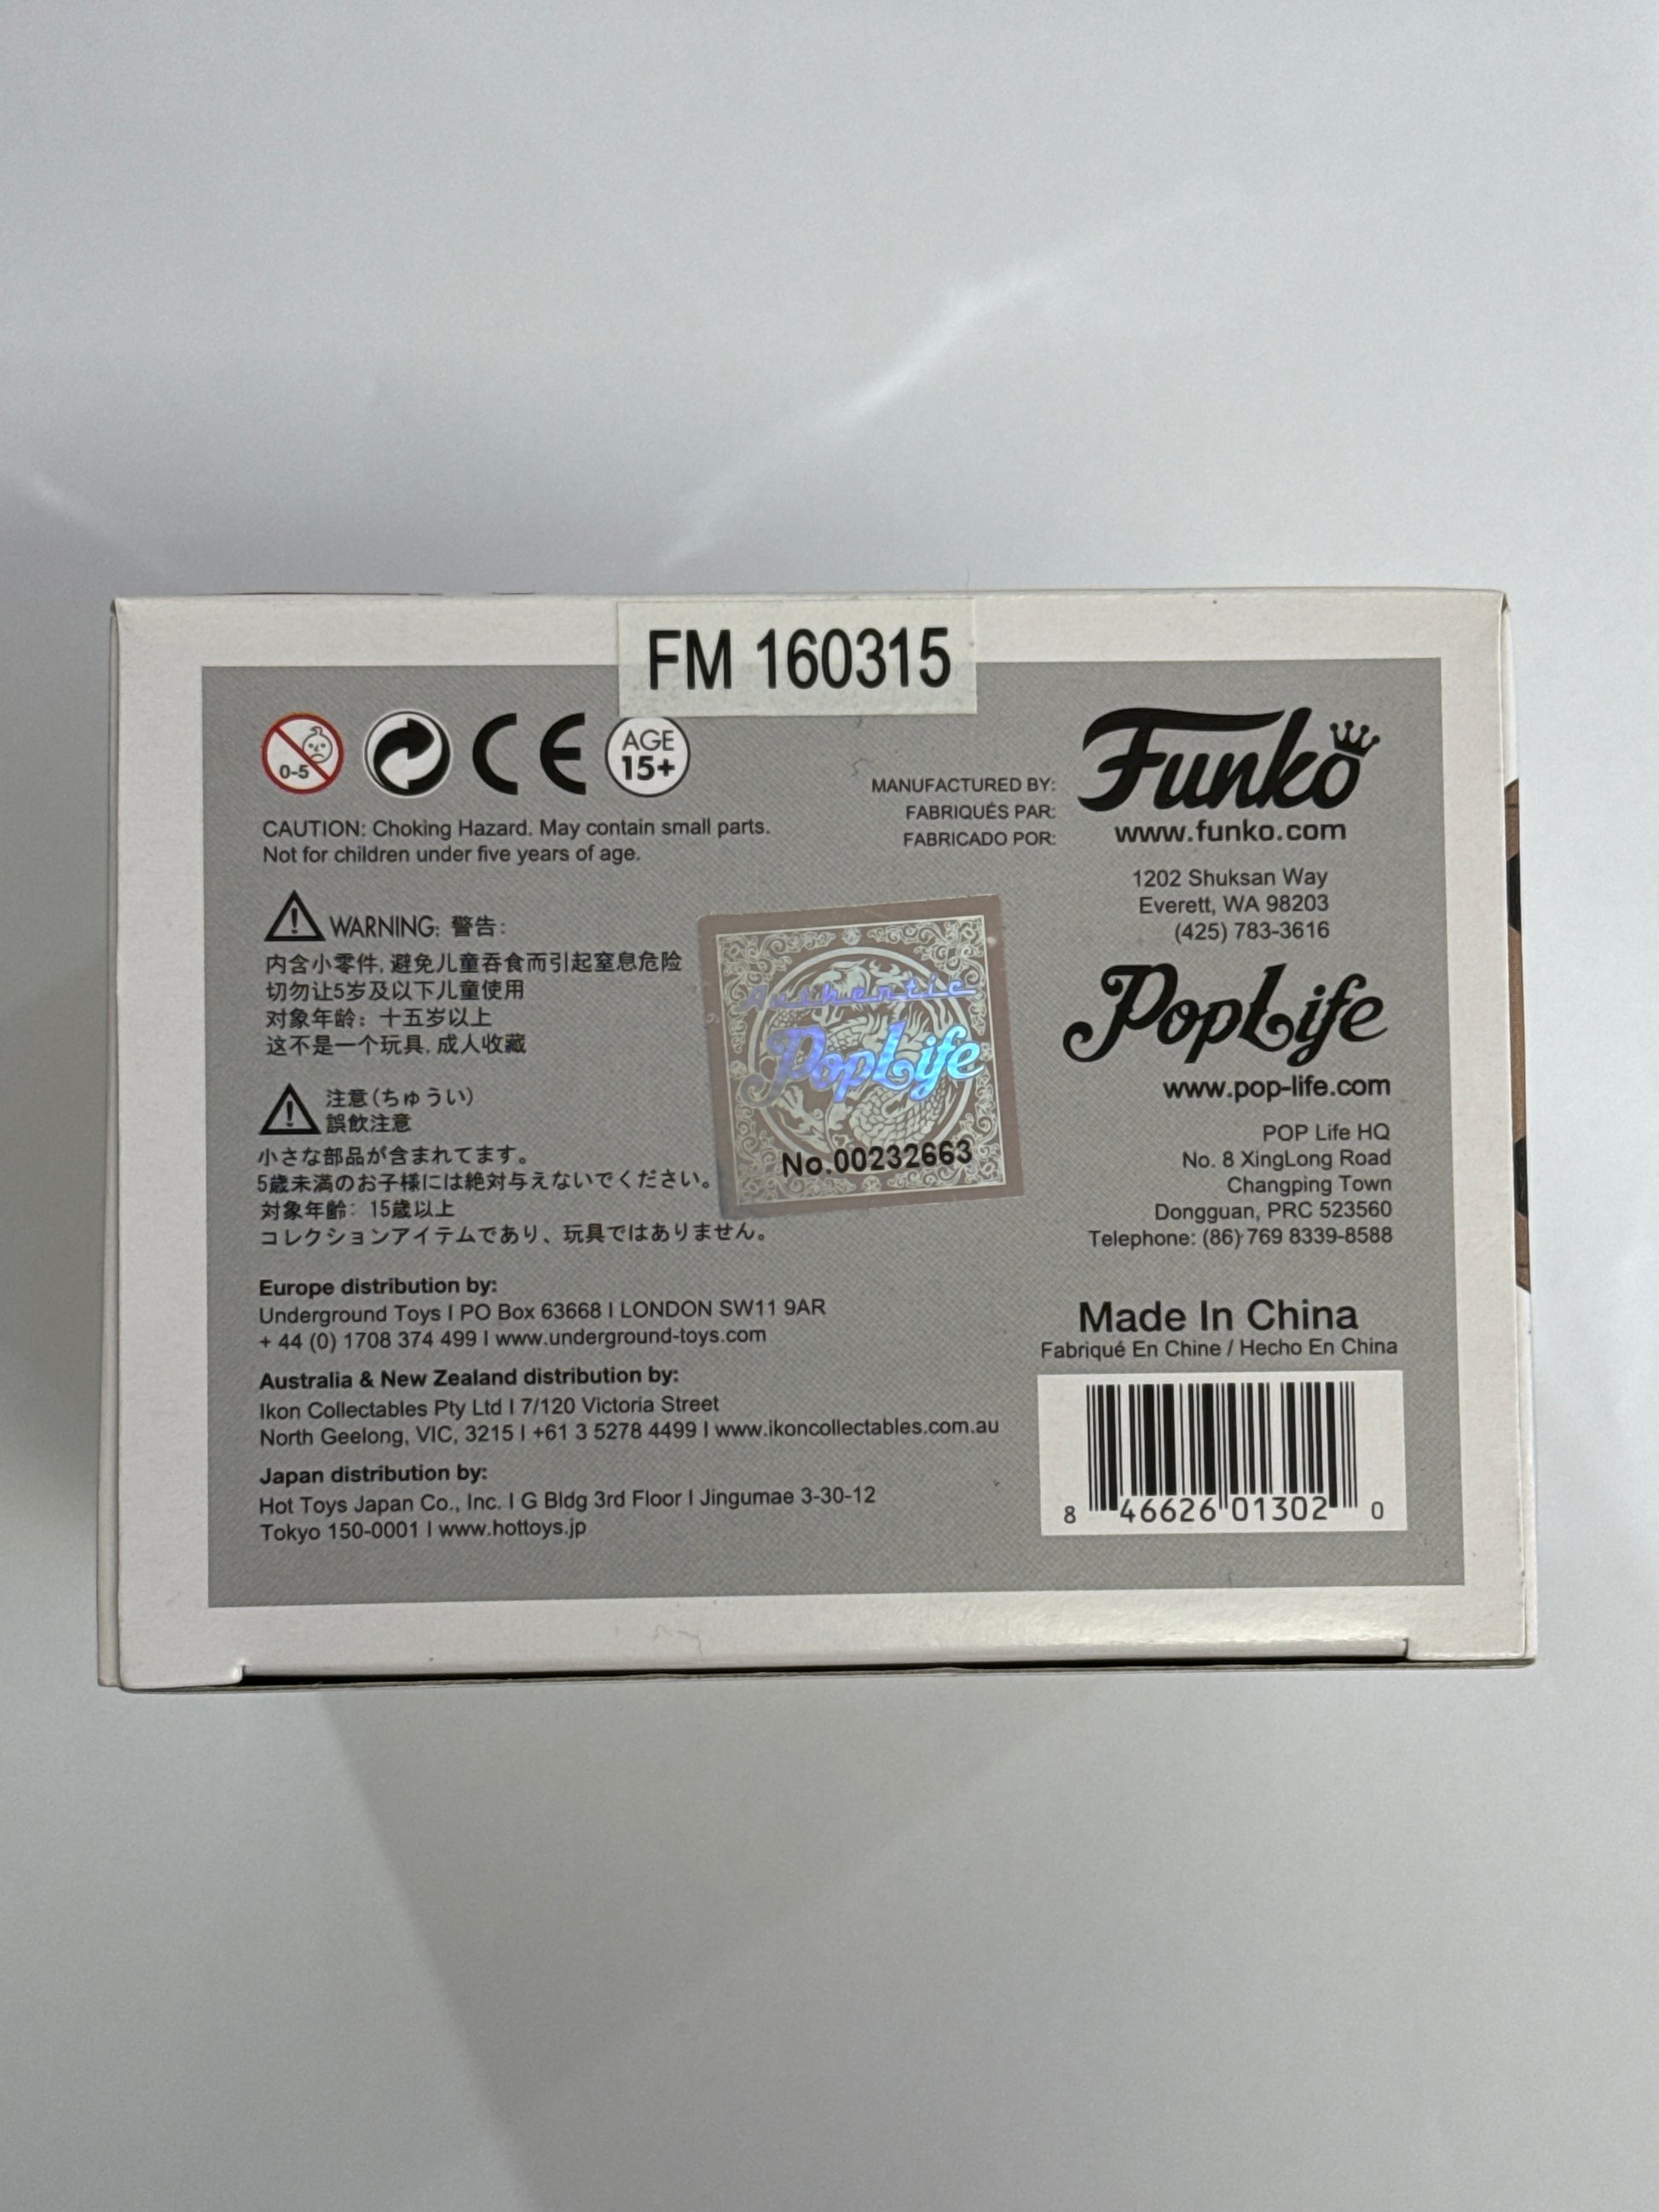 FM 160315
0-5
CE
AGE
15+
CAUTION: Choking Hazard. May contain small parts.
Not for children under five years of age.
WARNING: 警告:
内含小零件, 避免儿童吞食而引起窒息危险
切勿让5岁及以下儿童使用
对象年龄: 十五岁以上
这不是一个玩具, 成人收藏
注意(ちゅうい)
誤飲注意
小さな部品が含まれてます。
5歳未満のお子様には絶対与えないでください。
対象年齢: 15歳以上
コレクションアイテムであり、玩具ではありません。
Europe distribution by:
Underground Toys I PO Box 63668 I LONDON SW11 9AR
+ 44 (0) 1708 374 499 I www.underground-toys.com
Australia & New Zealand distribution by:
Ikon Collectables Pty Ltd I 7/120 Victoria Street
North Geelong, VIC, 3215 I +61 3 5278 4499 I www.ikoncollectables.com.au
Japan distribution by:
Hot Toys Japan Co., Inc. I G Bldg 3rd Floor I Jingumae 3-30-12
Tokyo 150-0001 I www.hottoys.jp
Authentic
PopLife
No.00232663
MANUFACTURED BY:
FABRIQUÉS PAR:
FABRICADO POR:
Funko
www.funko.com
1202 Shuksan Way
Everett, WA 98203
(425) 783-3616
PopLife
www.pop-life.com
POP Life HQ
No. 8 XingLong Road
Changping Town
Dongguan, PRC 523560
Telephone: (86) 769 8339-8588
Made In China
Fabriqué En Chine / Hecho En China
8 46626 01302 0